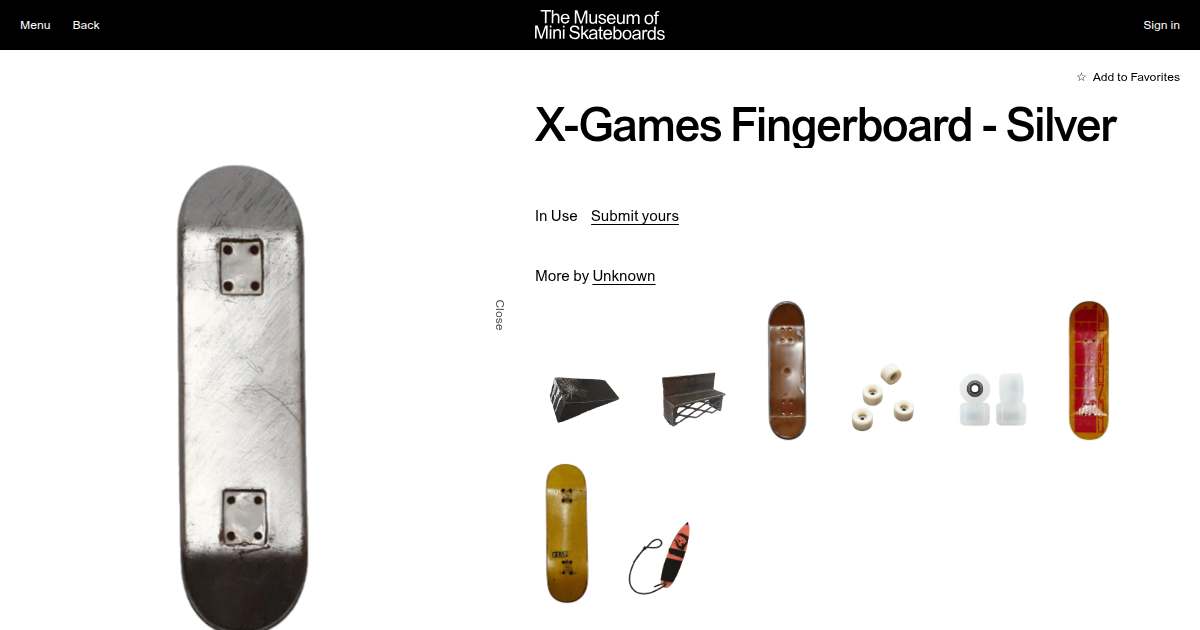 Menu
Back
The Museum of
Mini Skateboards
Sign in
☆ Add to Favorites
X-Games Fingerboard - Silver
In Use Submit yours
More by Unknown
Close